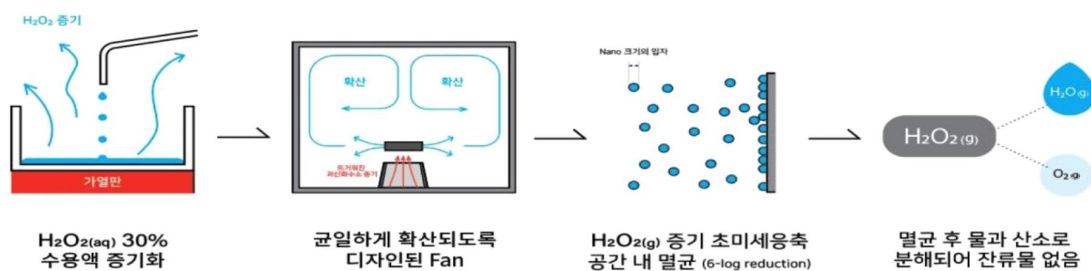 H₂O₂ 증기
가열판
H₂O₂(aq) 30%
수용액 증기화
확산
확산
뜨거워진
과산화수소 증기
균일하게 확산되도록
디자인된 Fan
Nano 크기의 입자
H₂O₂(g) 증기 초미세응축
공간 내 멸균 (6-log reduction)
H₂O₂(g)
H₂O(g)
O₂(g)
멸균 후 물과 산소로
분해되어 잔류물 없음